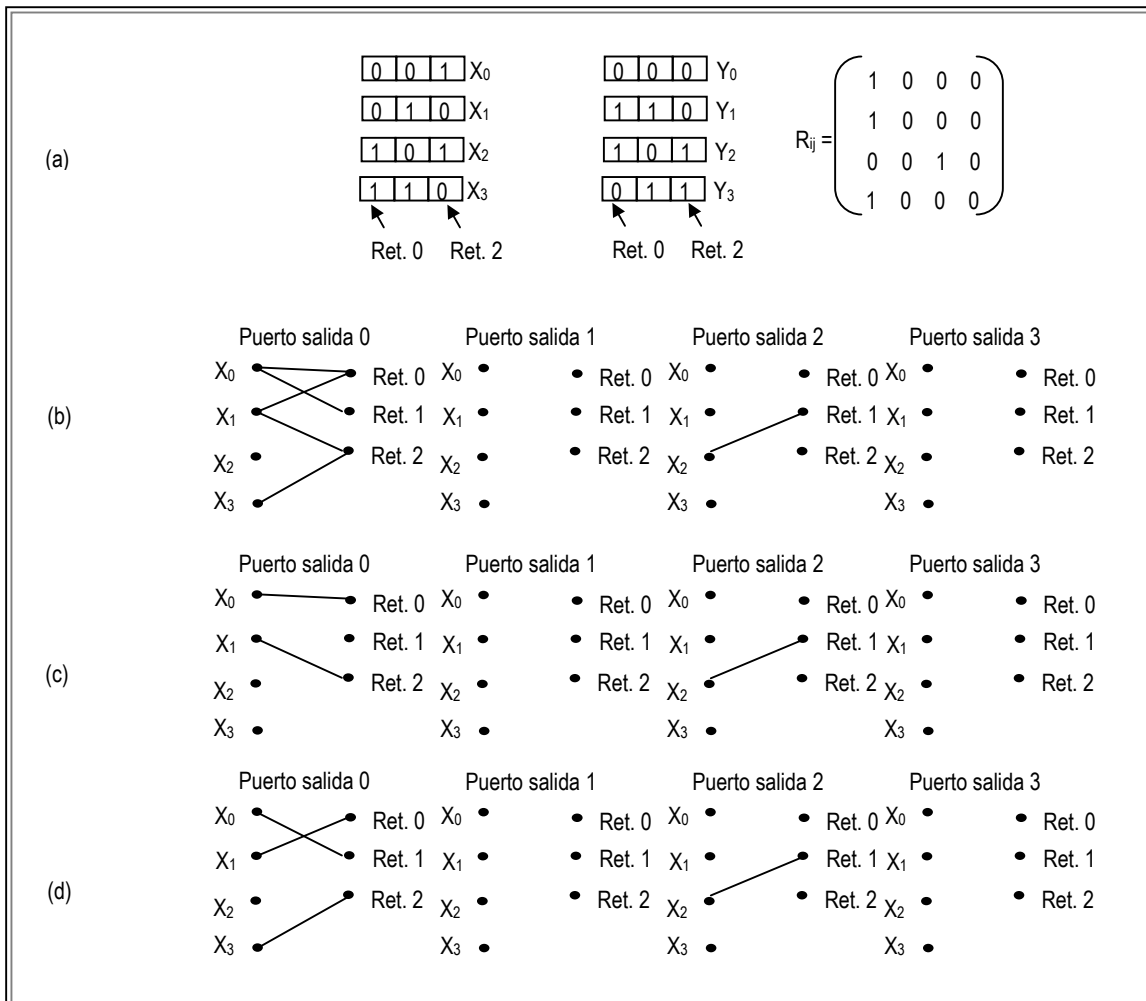 0 0 1 X0 0 0 0 Y0 1 0 0 0
0 1 0 X1 1 1 0 Y1 1 0 0 0
(a) 1 0 1 X2 1 0 1 Y2 Rij = 0 0 1 0
1 1 0 X3 0 1 1 Y3 1 0 0 0
Ret. 0 Ret. 2 Ret. 0 Ret. 2
Puerto salida 0 Puerto salida 1 Puerto salida 2 Puerto salida 3
X0 Ret. 0 X0 Ret. 0 X0 Ret. 0 X0 Ret. 0
(b) X1 Ret. 1 X1 Ret. 1 X1 Ret. 1 X1 Ret. 1
X2 Ret. 2 X2 Ret. 2 X2 Ret. 2 X2 Ret. 2
X3 X3 X3 X3
Puerto salida 0 Puerto salida 1 Puerto salida 2 Puerto salida 3
X0 Ret. 0 X0 Ret. 0 X0 Ret. 0 X0 Ret. 0
X1 Ret. 1 X1 Ret. 1 X1 Ret. 1 X1 Ret. 1
(c) X2 Ret. 2 X2 Ret. 2 X2 Ret. 2 X2 Ret. 2
X3 X3 X3 X3
Puerto salida 0 Puerto salida 1 Puerto salida 2 Puerto salida 3
X0 Ret. 0 X0 Ret. 0 X0 Ret. 0 X0 Ret. 0
X1 Ret. 1 X1 Ret. 1 X1 Ret. 1 X1 Ret. 1
(d) X2 Ret. 2 X2 Ret. 2 X2 Ret. 2 X2 Ret. 2
X3 X3 X3 X3